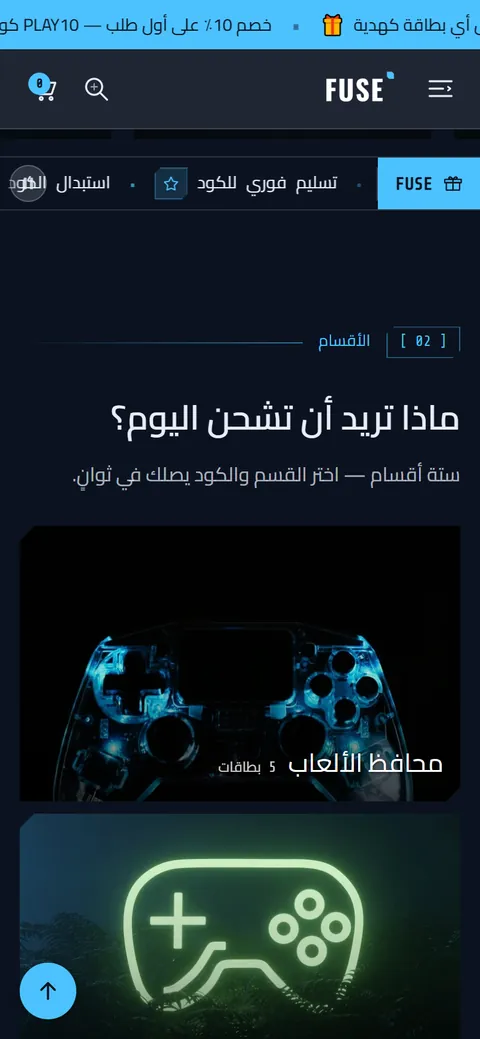 أي بطاقة كهدية 🎁 ▪ خصم 10٪ على أول طلب — PLAY10
FUSE
0
FUSE
تسليم فوري للكود • استبدال
[ 02 ]
الأقسام
ماذا تريد أن تشحن اليوم؟
ستة أقسام — اختر القسم والكود يصلك في ثوانٍ.
محافظ الألعاب 5 بطاقات